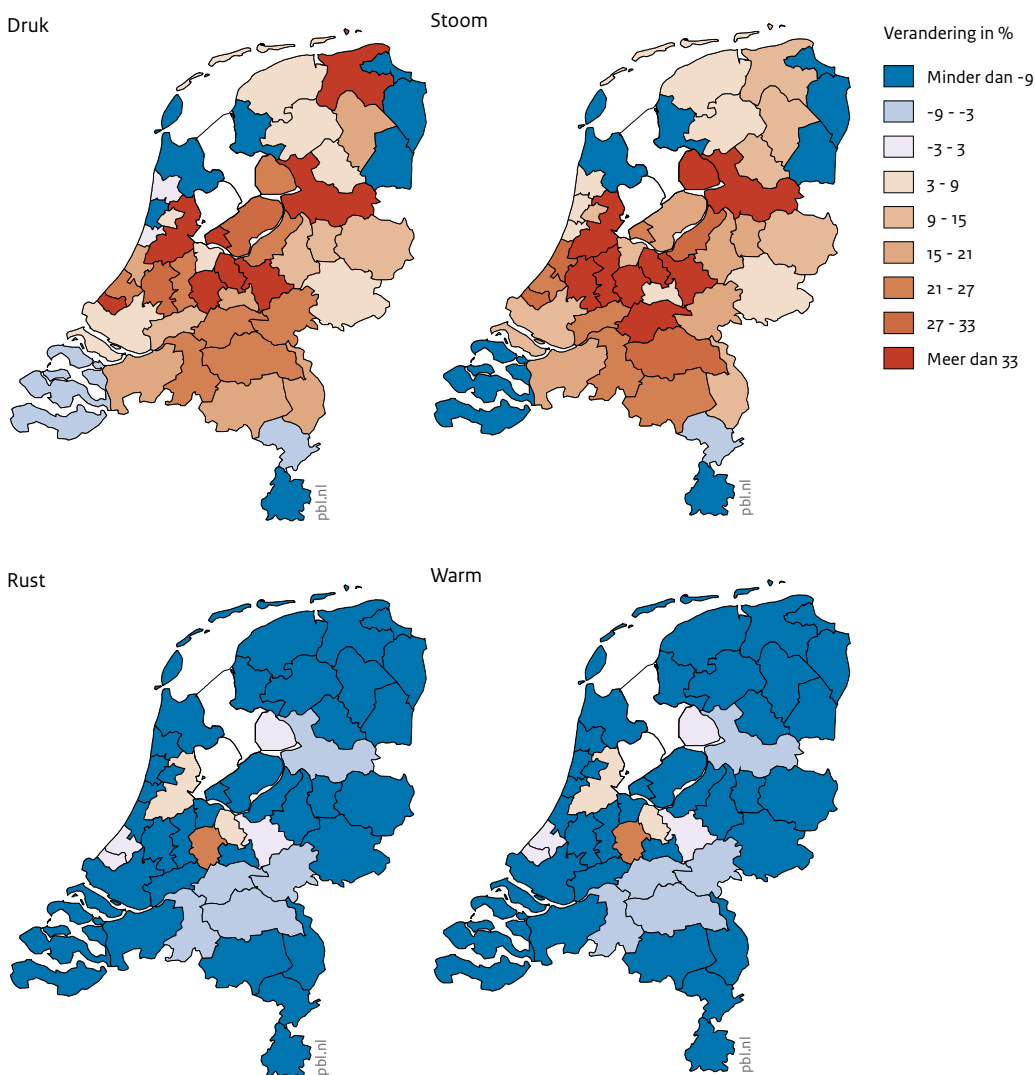 Druk
Stoom
Verandering in %
Minder dan -9
-9 - -3
-3 - 3
3 - 9
9 - 15
15 - 21
21 - 27
27 - 33
Meer dan 33
pbl.nl
pbl.nl
Rust
Warm
pbl.nl
pbl.nl